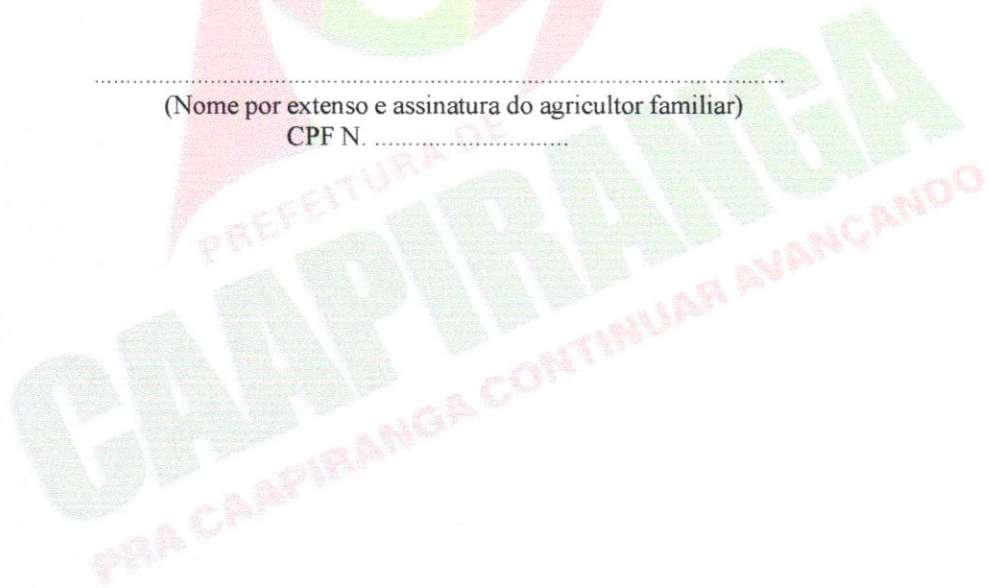 ................................................................................................................
(Nome por extenso e assinatura do agricultor familiar)
CPF N. ..............................
PREFEITURA DE
CAAPIRANGA
PRA CAAPIRANGA CONTINUAR AVANÇANDO